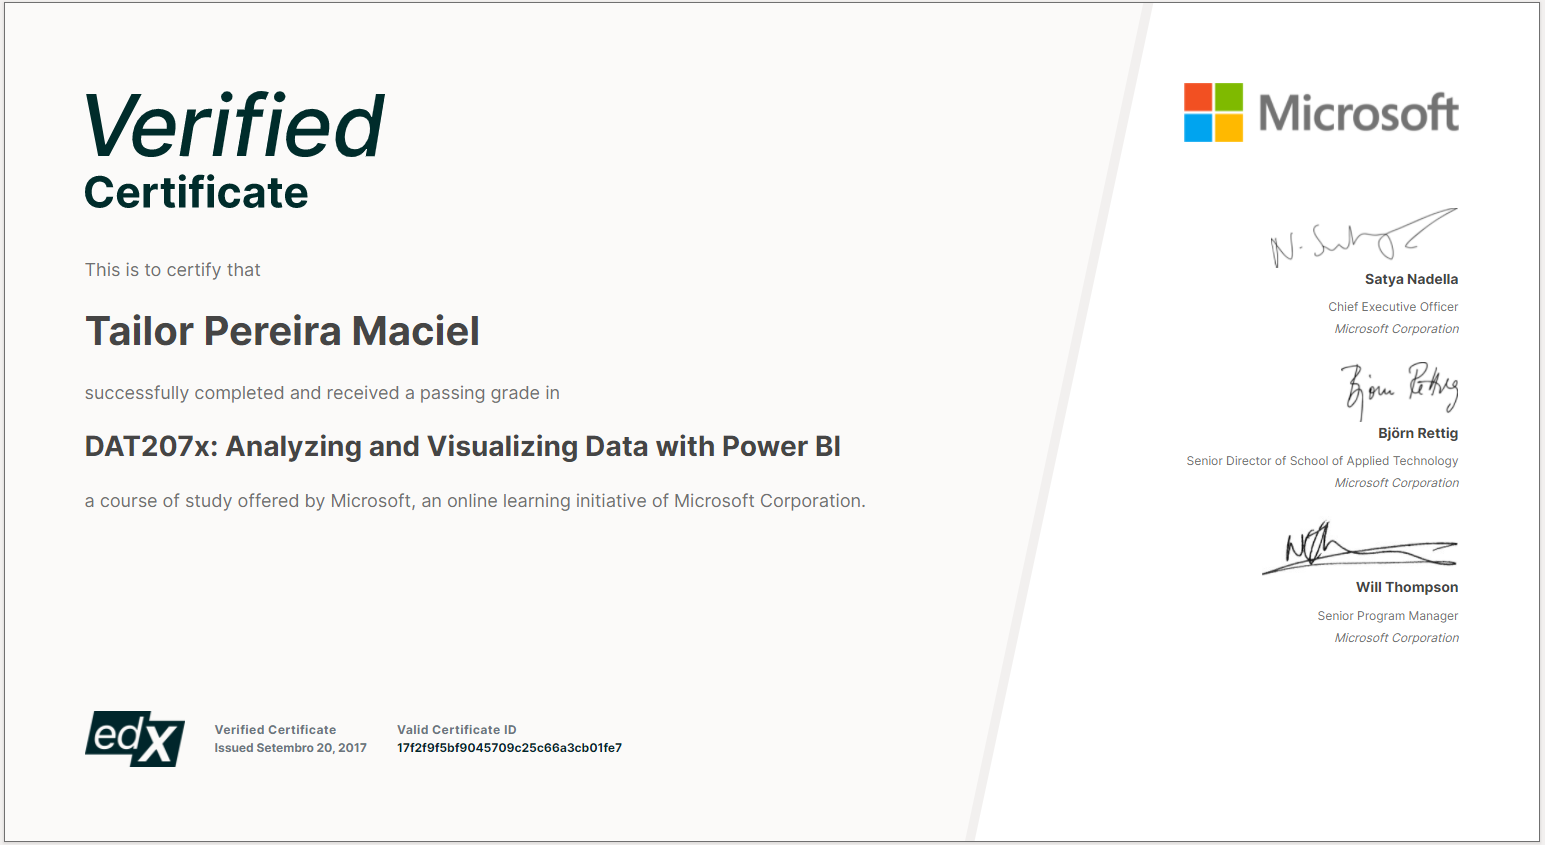 Verified
Certificate
This is to certify that
Tailor Pereira Maciel
successfully completed and received a passing grade in
DAT207x: Analyzing and Visualizing Data with Power BI
a course of study offered by Microsoft, an online learning initiative of Microsoft Corporation.
edX
Verified Certificate
Issued Setembro 20, 2017
Valid Certificate ID
17f2f9f5bf9045709c25c66a3cb01fe7
Microsoft
Satya Nadella
Chief Executive Officer
Microsoft Corporation
Björn Rettig
Björn Rettig
Senior Director of School of Applied Technology
Microsoft Corporation
Will Thompson
Senior Program Manager
Microsoft Corporation